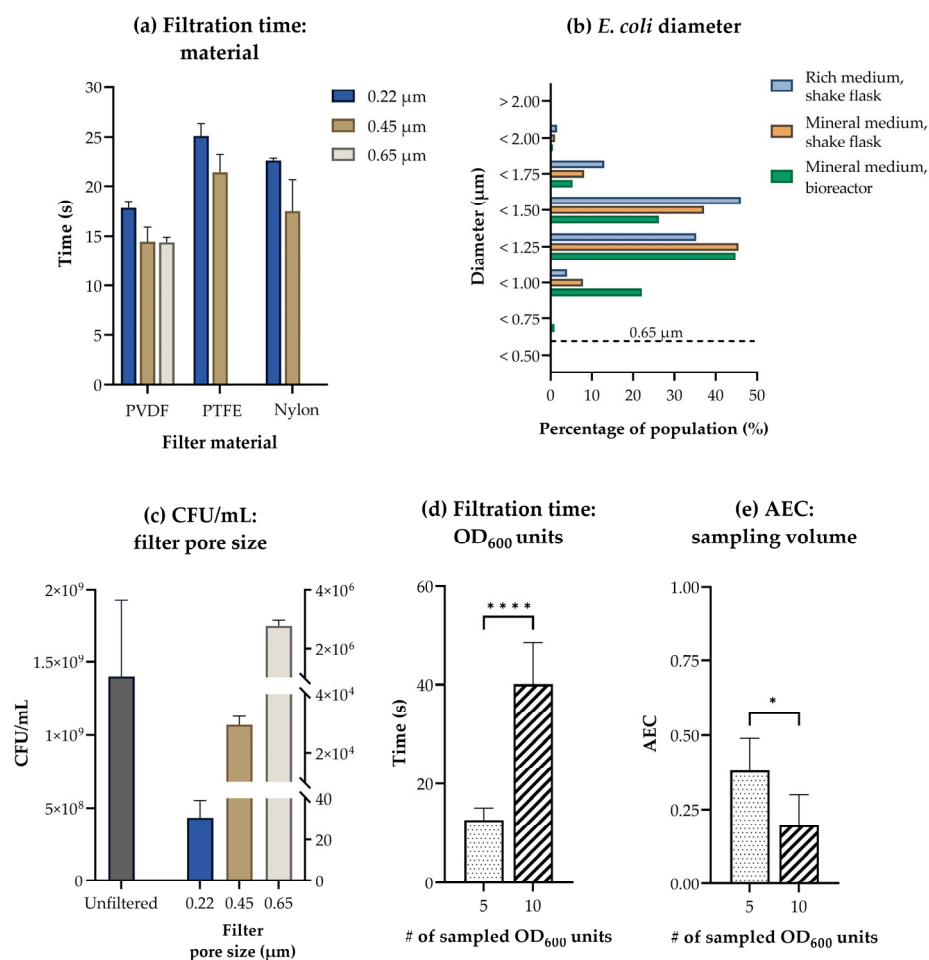 (a) Filtration time:
material
30
25
20
15
10
5
0
Time (s)
PVDF
PTFE
Nylon
Filter material
0.22 µm
0.45 µm
0.65 µm
(b) E. coli diameter
> 2.00
< 2.00
< 1.75
< 1.50
< 1.25
< 1.00
< 0.75
< 0.50
Diameter (µm)
0.65 µm
0
10
20
30
40
50
Percentage of population (%)
Rich medium,
shake flask
Mineral medium,
shake flask
Mineral medium,
bioreactor
(c) CFU/mL:
filter pore size
2×10⁹
1.5×10⁹
1×10⁹
5×10⁸
0
CFU/mL
4×10⁶
2×10⁶
4×10⁴
2×10⁴
40
20
0
Unfiltered
0.22
0.45
0.65
Filter
pore size (µm)
(d) Filtration time:
OD₆₀₀ units
60
40
20
0
Time (s)
****
5
10
# of sampled OD₆₀₀ units
(e) AEC:
sampling volume
1.00
0.75
0.50
0.25
0.00
AEC
*
5
10
# of sampled OD₆₀₀ units